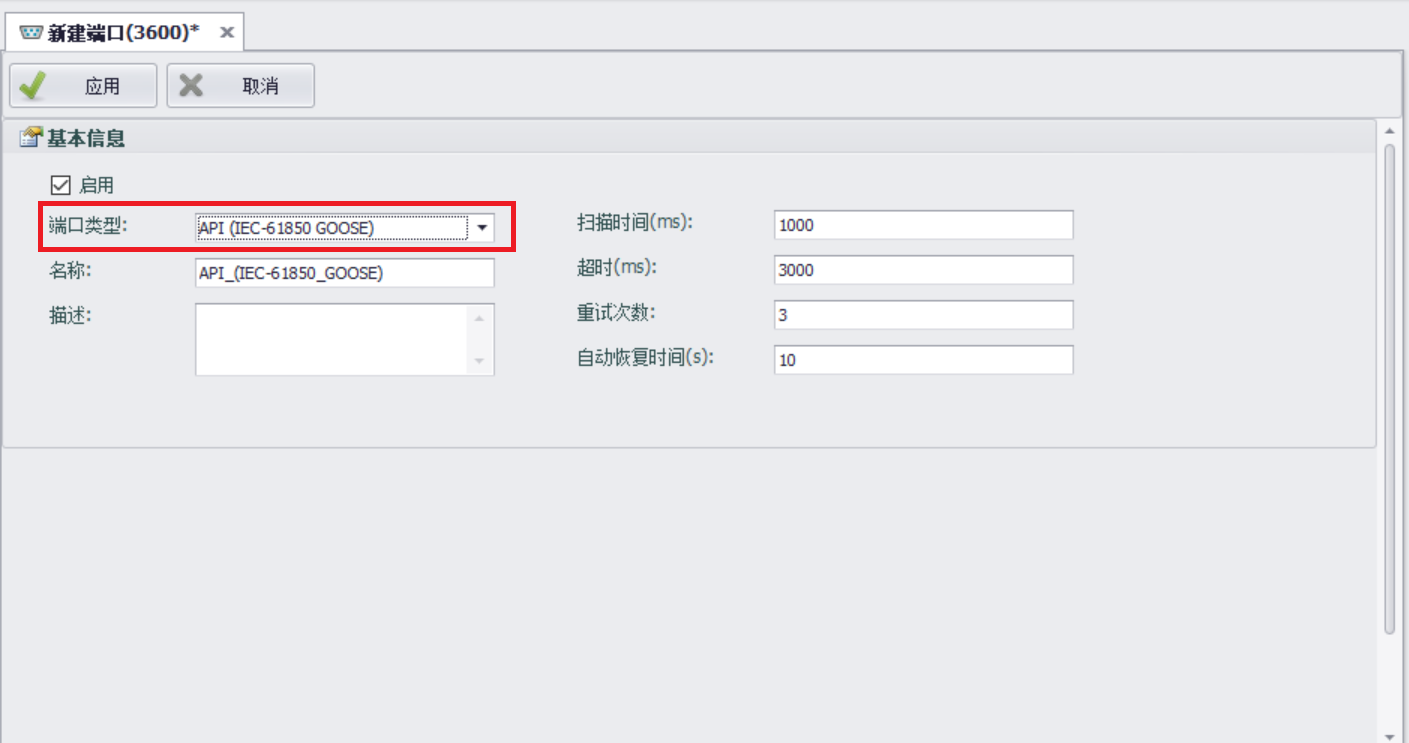 新建端口(3600)*
应用 取消
基本信息
启用
端口类型: API (IEC-61850 GOOSE)
扫描时间(ms): 1000
名称: API_(IEC-61850_GOOSE)
超时(ms): 3000
描述:
重试次数: 3
自动恢复时间(s): 10